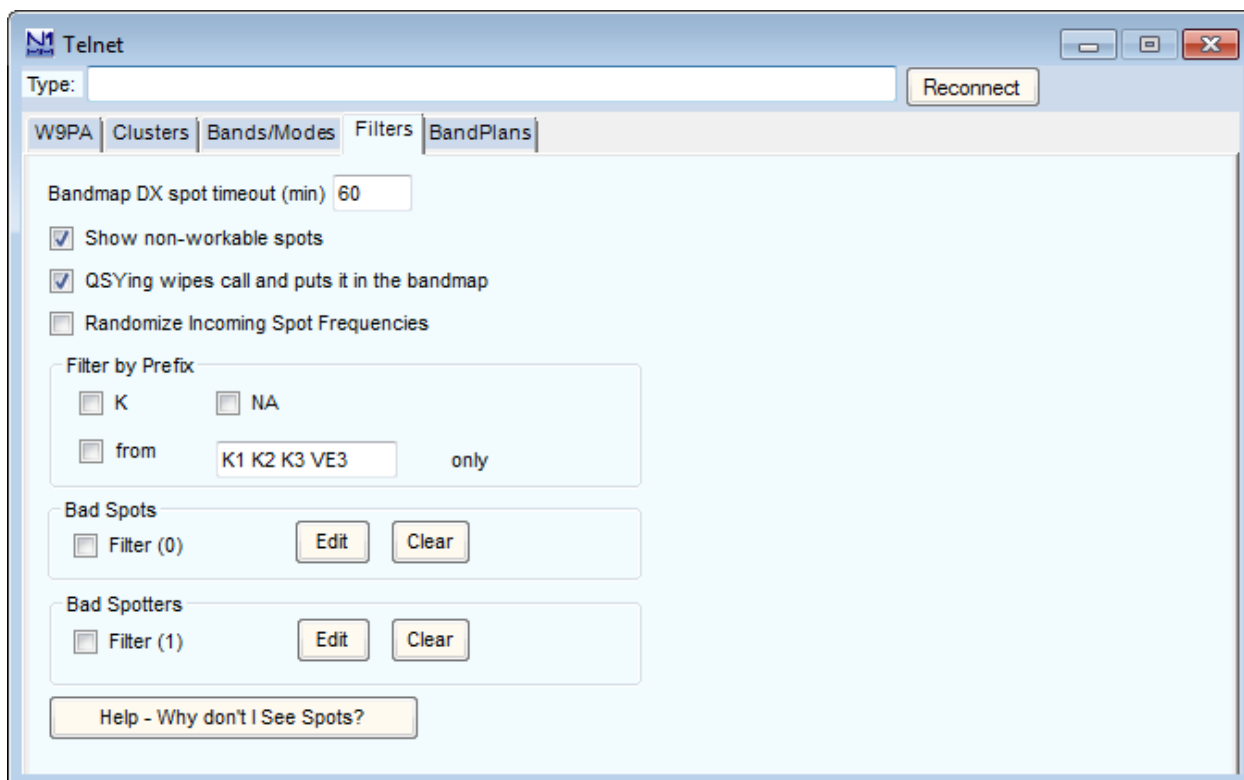 N1 MM Telnet
Type: Reconnect
W9PA Clusters Bands/Modes Filters BandPlans
Bandmap DX spot timeout (min) 60
Show non-workable spots
QSYing wipes call and puts it in the bandmap
Randomize Incoming Spot Frequencies
Filter by Prefix
K NA
from K1 K2 K3 VE3 only
Bad Spots
Filter (0) Edit Clear
Bad Spotters
Filter (1) Edit Clear
Help - Why don't I See Spots?